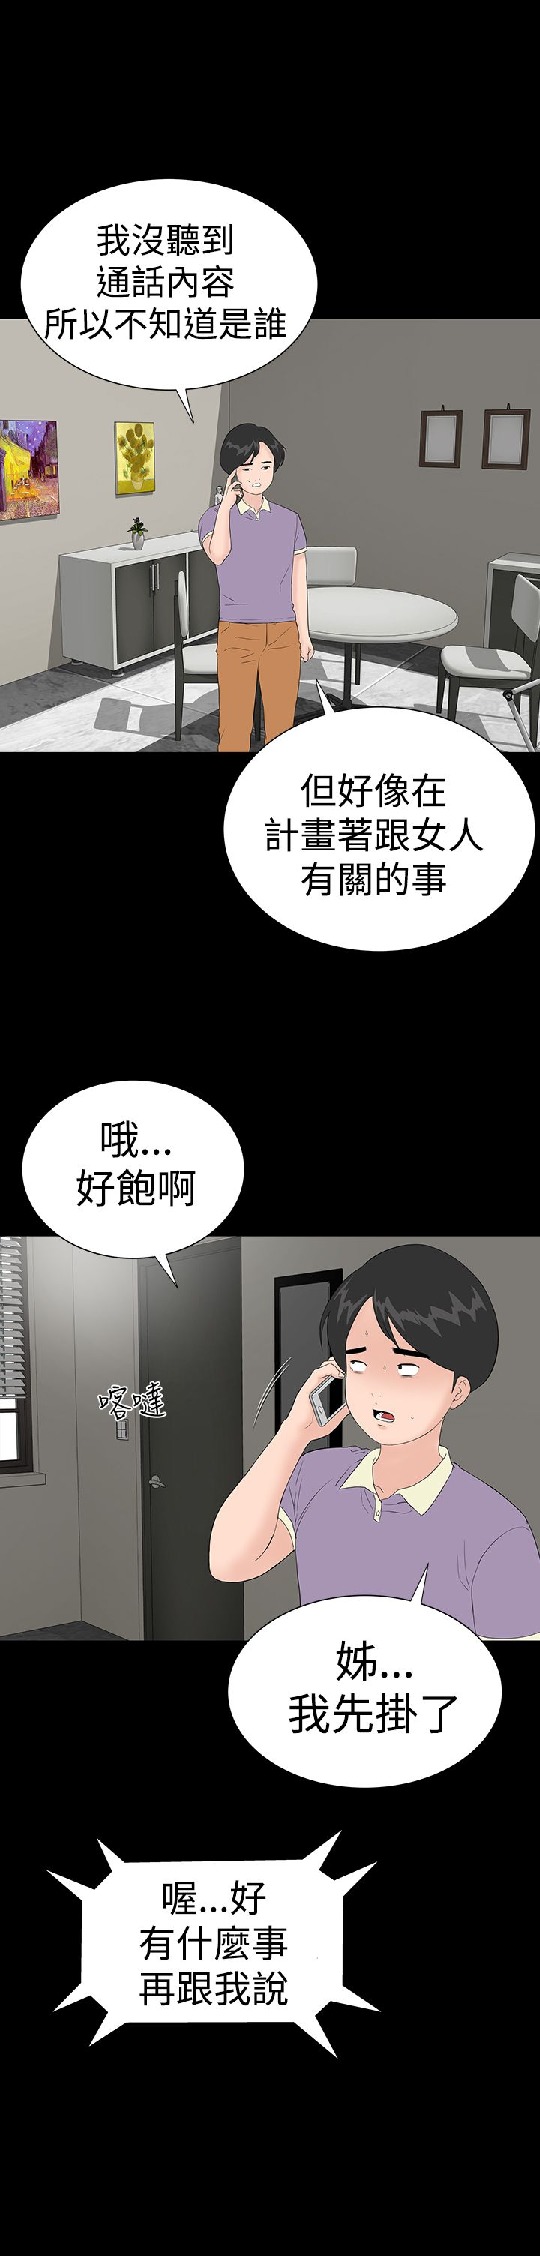 我沒聽到
通話內容
所以不知道是誰
但好像在
計畫著跟女人
有關的事
哦...
好飽啊
喀噠
姊...
我先掛了
喔...好
有什麼事
再跟我說